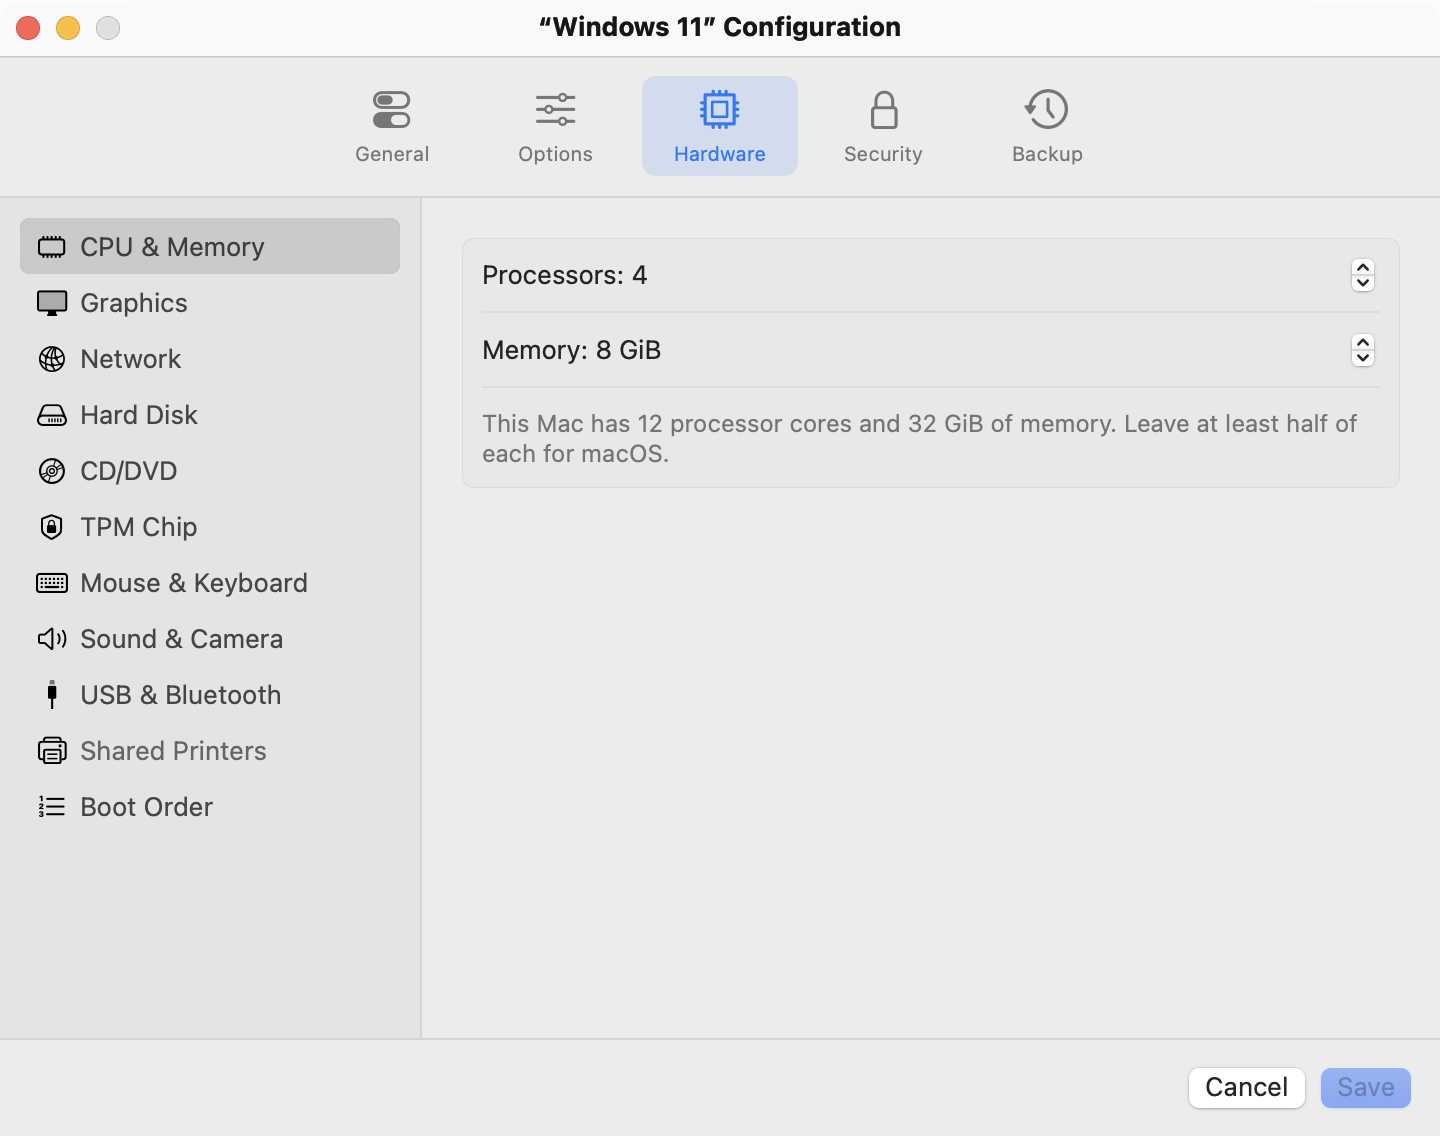 “Windows 11” Configuration
General
Options
Hardware
Security
Backup
CPU & Memory
Graphics
Network
Hard Disk
CD/DVD
TPM Chip
Mouse & Keyboard
Sound & Camera
USB & Bluetooth
Shared Printers
Boot Order
Processors: 4
Memory: 8 GiB
This Mac has 12 processor cores and 32 GiB of memory. Leave at least half of
each for macOS.
Cancel
Save